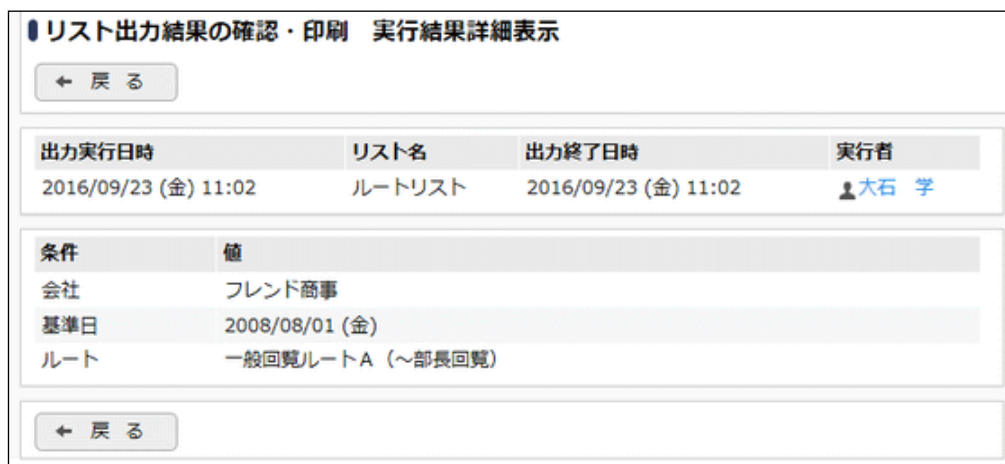 リスト出力結果の確認・印刷　実行結果詳細表示
← 戻 る
出力実行日時 リスト名 出力終了日時 実行者
2016/09/23 (金) 11:02 ルートリスト 2016/09/23 (金) 11:02 大石　学
条件 値
会社 フレンド商事
基準日 2008/08/01 (金)
ルート 一般回覧ルートＡ（～部長回覧）
← 戻 る